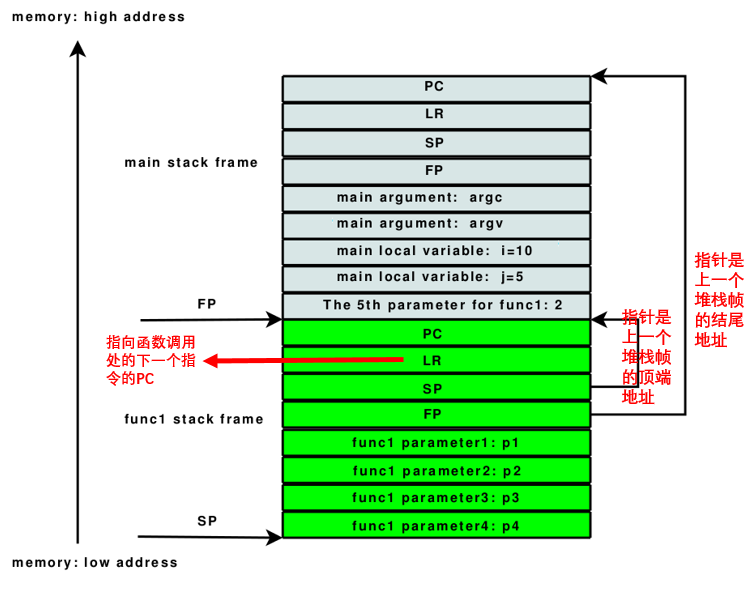 memory: high address
PC
LR
SP
main stack frame
FP
main argument: argc
main argument: argv
main local variable: i=10
main local variable: j=5
FP
The 5th parameter for func1: 2
指针是
上一个
堆栈帧
的结尾
地址
指针是
上一个
堆栈帧
的顶端
地址
PC
指向函数调用
处的下一个指
令的PC
LR
SP
func1 stack frame
FP
func1 parameter1: p1
func1 parameter2: p2
func1 parameter3: p3
SP
func1 parameter4: p4
memory: low address